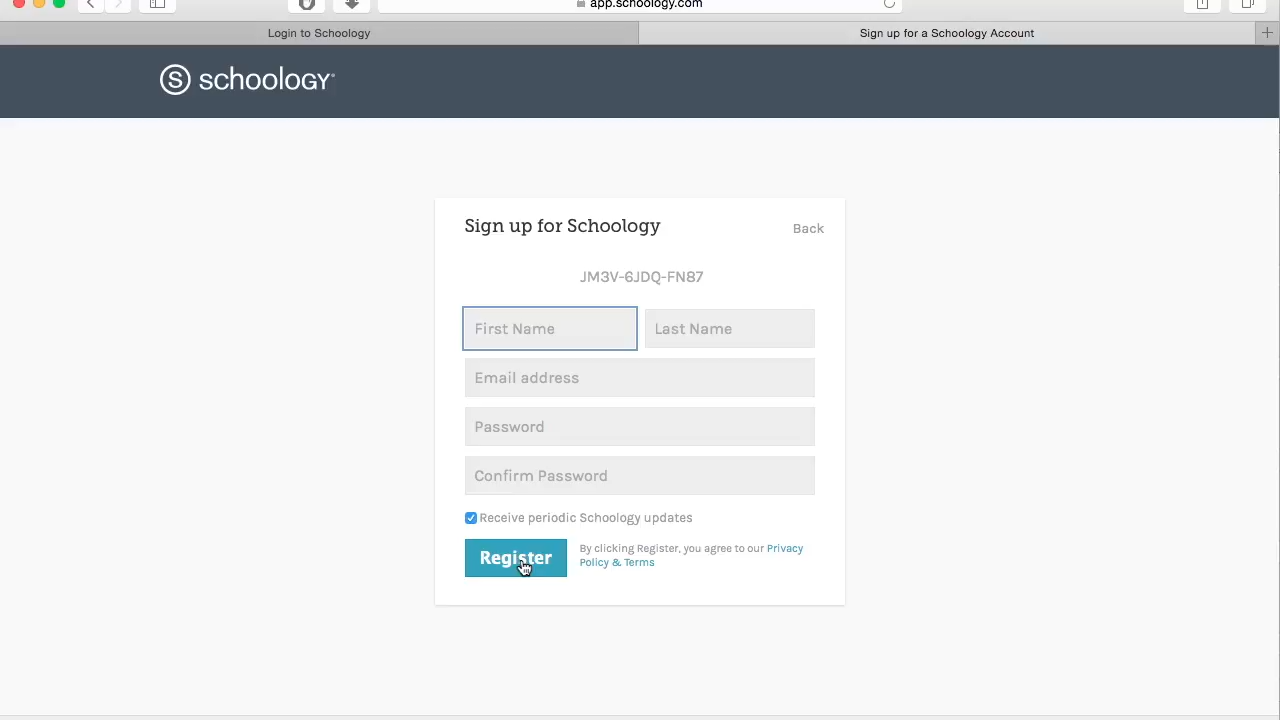 app.schoology.com
Login to Schoology
Sign up for a Schoology Account
S schoology
Sign up for Schoology
Back
JM3V-6JDQ-FN87
First Name
Last Name
Email address
Password
Confirm Password
Receive periodic Schoology updates
Register
By clicking Register, you agree to our Privacy
Policy & Terms